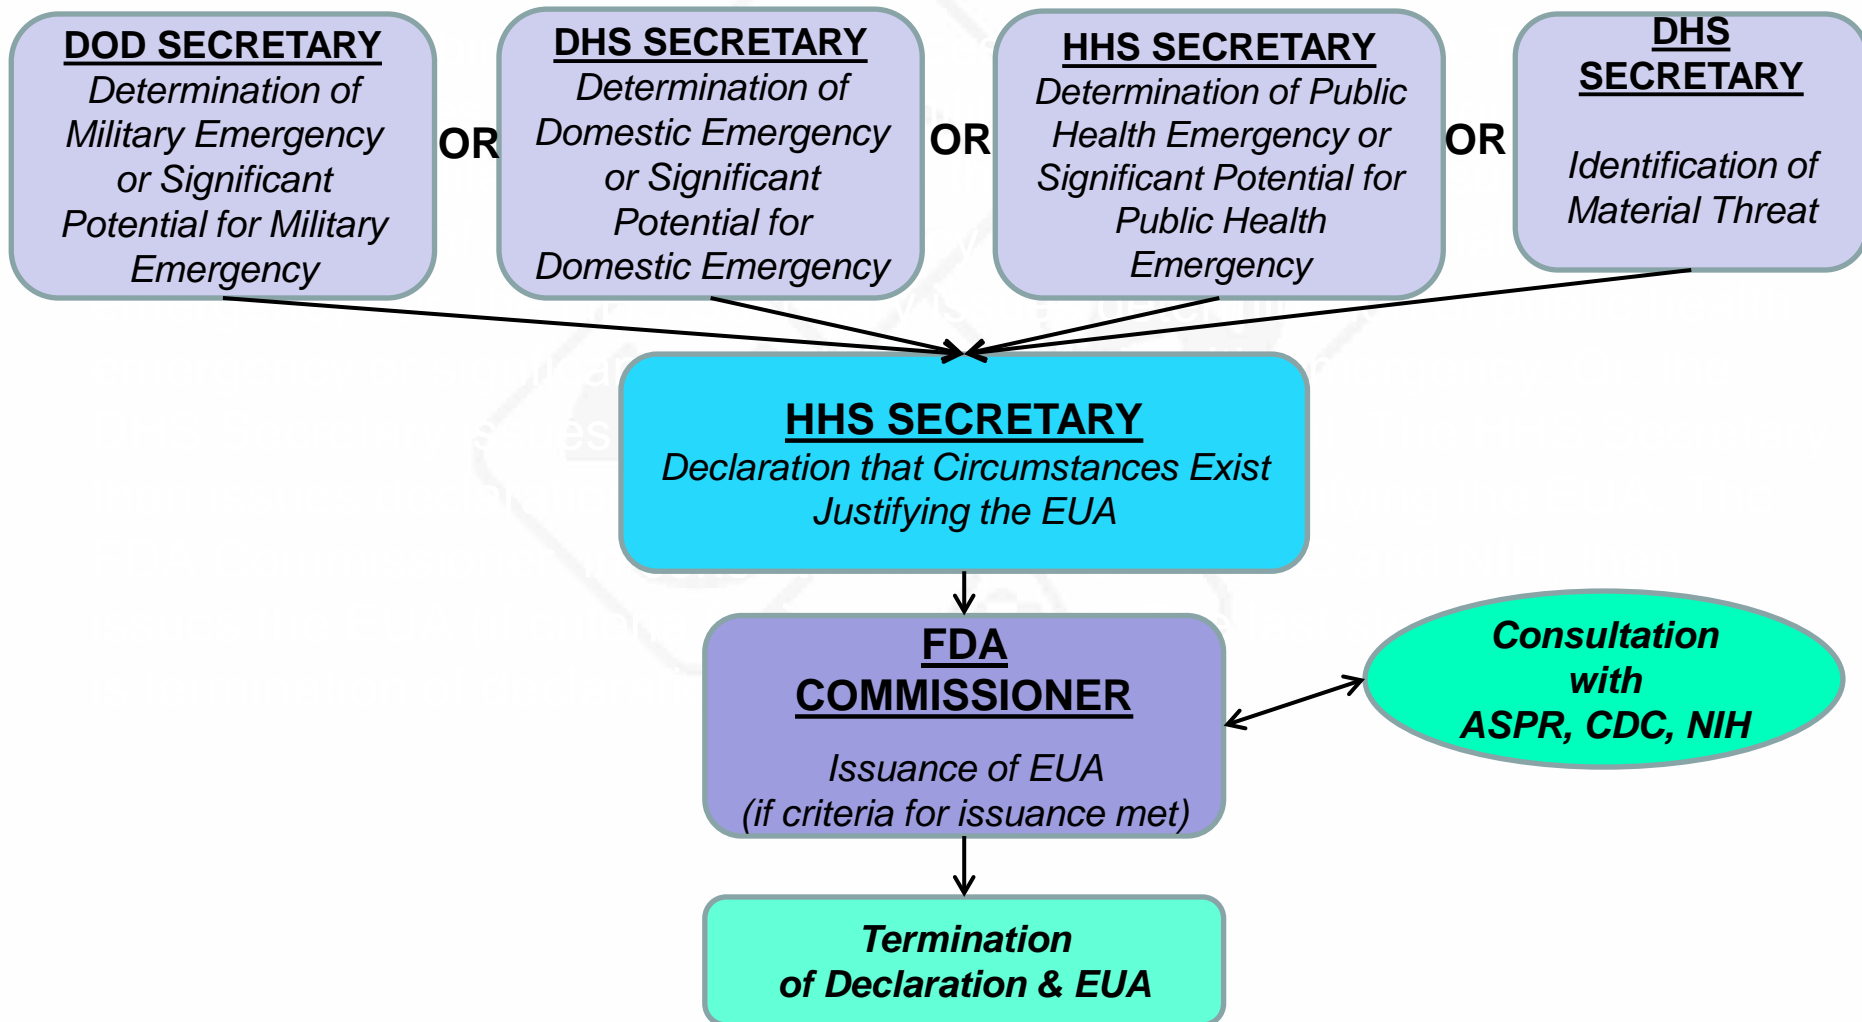 DOD SECRETARY
Determination of
Military Emergency
or Significant
Potential for Military
Emergency
OR
DHS SECRETARY
Determination of
Domestic Emergency
or Significant
Potential for
Domestic Emergency
OR
HHS SECRETARY
Determination of Public
Health Emergency or
Significant Potential for
Public Health
Emergency
OR
DHS
SECRETARY
Identification of
Material Threat
HHS SECRETARY
Declaration that Circumstances Exist
Justifying the EUA
FDA
COMMISSIONER
Issuance of EUA
(if criteria for issuance met)
Consultation
with
ASPR, CDC, NIH
Termination
of Declaration & EUA